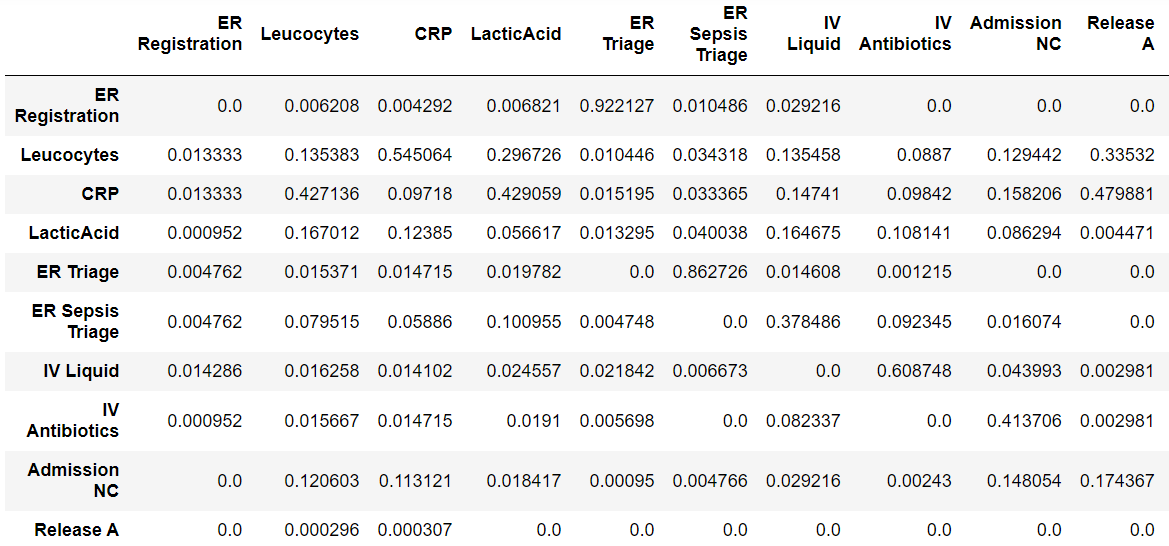 ER Registration Leucocytes CRP LacticAcid ER Triage ER Sepsis Triage IV Liquid IV Antibiotics Admission NC Release A
ER Registration 0.0 0.006208 0.004292 0.006821 0.922127 0.010486 0.029216 0.0 0.0 0.0
Leucocytes 0.013333 0.135383 0.545064 0.296726 0.010446 0.034318 0.135458 0.0887 0.129442 0.33532
CRP 0.013333 0.427136 0.09718 0.429059 0.015195 0.033365 0.14741 0.09842 0.158206 0.479881
LacticAcid 0.000952 0.167012 0.12385 0.056617 0.013295 0.040038 0.164675 0.108141 0.086294 0.004471
ER Triage 0.004762 0.015371 0.014715 0.019782 0.0 0.862726 0.014608 0.001215 0.0 0.0
ER Sepsis Triage 0.004762 0.079515 0.05886 0.100955 0.004748 0.0 0.378486 0.092345 0.016074 0.0
IV Liquid 0.014286 0.016258 0.014102 0.024557 0.021842 0.006673 0.0 0.608748 0.043993 0.002981
IV Antibiotics 0.000952 0.015667 0.014715 0.0191 0.005698 0.0 0.082337 0.0 0.413706 0.002981
Admission NC 0.0 0.120603 0.113121 0.018417 0.00095 0.004766 0.029216 0.00243 0.148054 0.174367
Release A 0.0 0.000296 0.000307 0.0 0.0 0.0 0.0 0.0 0.0 0.0